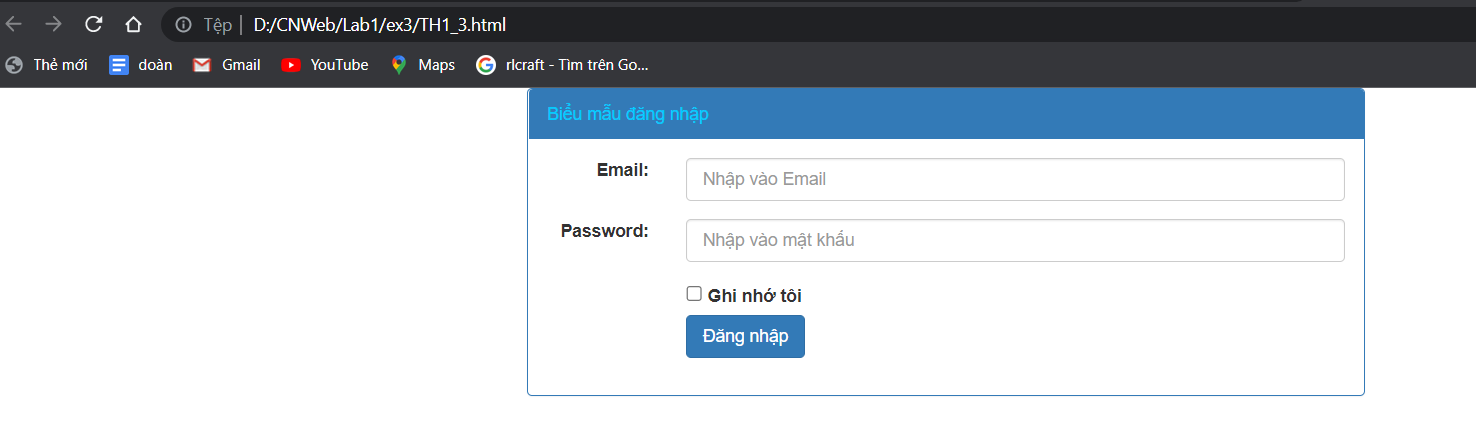 Tệp | D:/CNWeb/Lab1/ex3/TH1_3.html
Thẻ mới doàn Gmail YouTube Maps rlcraft - Tìm trên Go...
Biểu mẫu đăng nhập
Email: Nhập vào Email
Password: Nhập vào mật khẩu
Ghi nhớ tôi
Đăng nhập